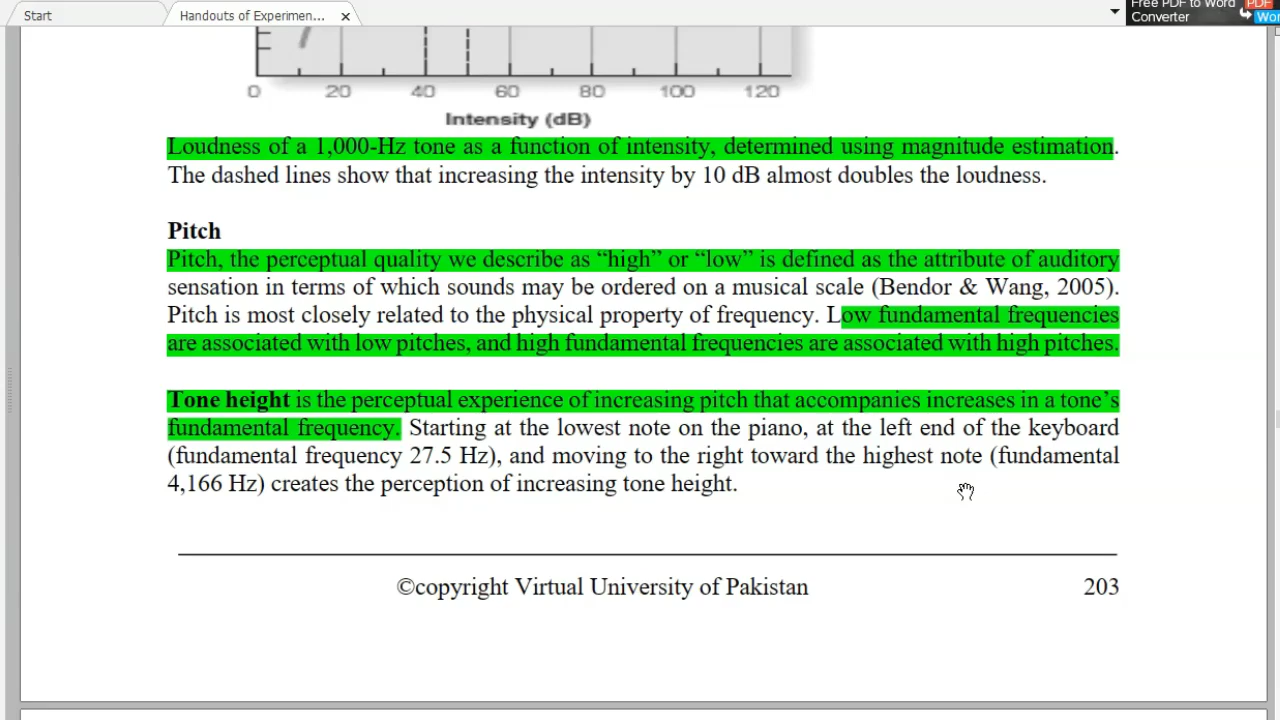 Start
Handouts of Experimen...
Free PDF to Word
Converter
PDF
0 20 40 60 80 100 120
Intensity (dB)
Loudness of a 1,000-Hz tone as a function of intensity, determined using magnitude estimation.
The dashed lines show that increasing the intensity by 10 dB almost doubles the loudness.
Pitch
Pitch, the perceptual quality we describe as “high” or “low” is defined as the attribute of auditory
sensation in terms of which sounds may be ordered on a musical scale (Bendor & Wang, 2005).
Pitch is most closely related to the physical property of frequency. Low fundamental frequencies
are associated with low pitches, and high fundamental frequencies are associated with high pitches.
Tone height is the perceptual experience of increasing pitch that accompanies increases in a tone’s
fundamental frequency. Starting at the lowest note on the piano, at the left end of the keyboard
(fundamental frequency 27.5 Hz), and moving to the right toward the highest note (fundamental
4,166 Hz) creates the perception of increasing tone height.
©copyright Virtual University of Pakistan 203